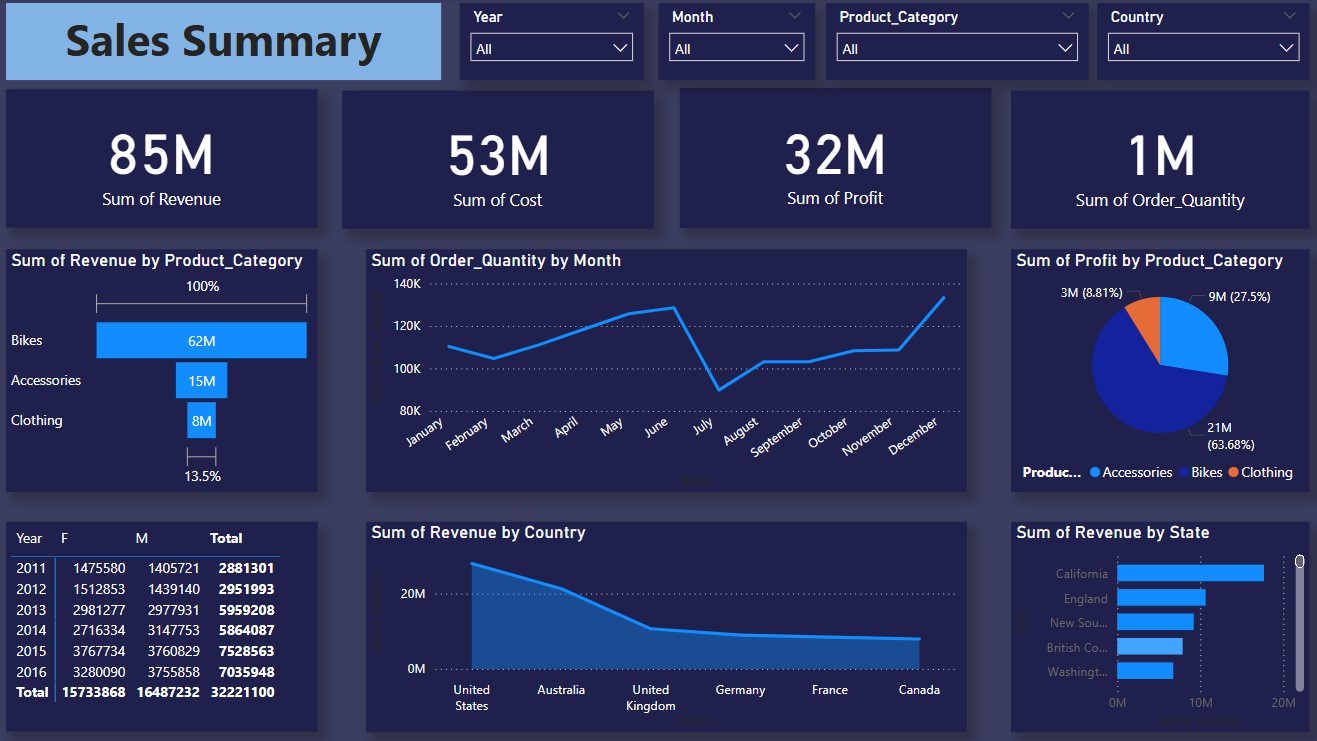 Sales Summary
Year
All
Month
All
Product_Category
All
Country
All
85M
Sum of Revenue
53M
Sum of Cost
32M
Sum of Profit
1M
Sum of Order_Quantity
Sum of Revenue by Product_Category
100%
Bikes 62M
Accessories 15M
Clothing 8M
13.5%
Sum of Order_Quantity by Month
140K
120K
100K
80K
January February March April May June July August September October November December
Sum of Profit by Product_Category
3M (8.81%)
9M (27.5%)
21M
(63.68%)
Produc... Accessories Bikes Clothing
Year F M Total
2011 1475580 1405721 2881301
2012 1512853 1439140 2951993
2013 2981277 2977931 5959208
2014 2716334 3147753 5864087
2015 3767734 3760829 7528563
2016 3280090 3755858 7035948
Total 15733868 16487232 32221100
Sum of Revenue by Country
20M
0M
United States Australia United Kingdom Germany France Canada
Sum of Revenue by State
California
England
New Sou...
British Co...
Washingt...
0M 10M 20M